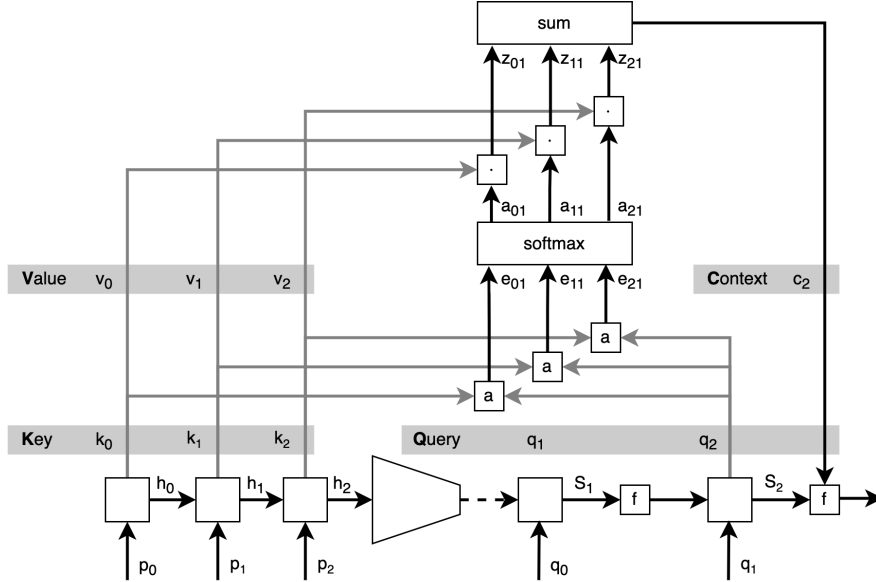 sum
z₀₁ z₁₁ z₂₁
·
·
·
a₀₁ a₁₁ a₂₁
softmax
Value v₀ v₁ v₂ Context c₂
e₀₁ e₁₁ e₂₁
a
a
a
Key k₀ k₁ k₂ Query q₁ q₂
h₀ h₁ h₂ S₁ S₂
f f
p₀ p₁ p₂ q₀ q₁